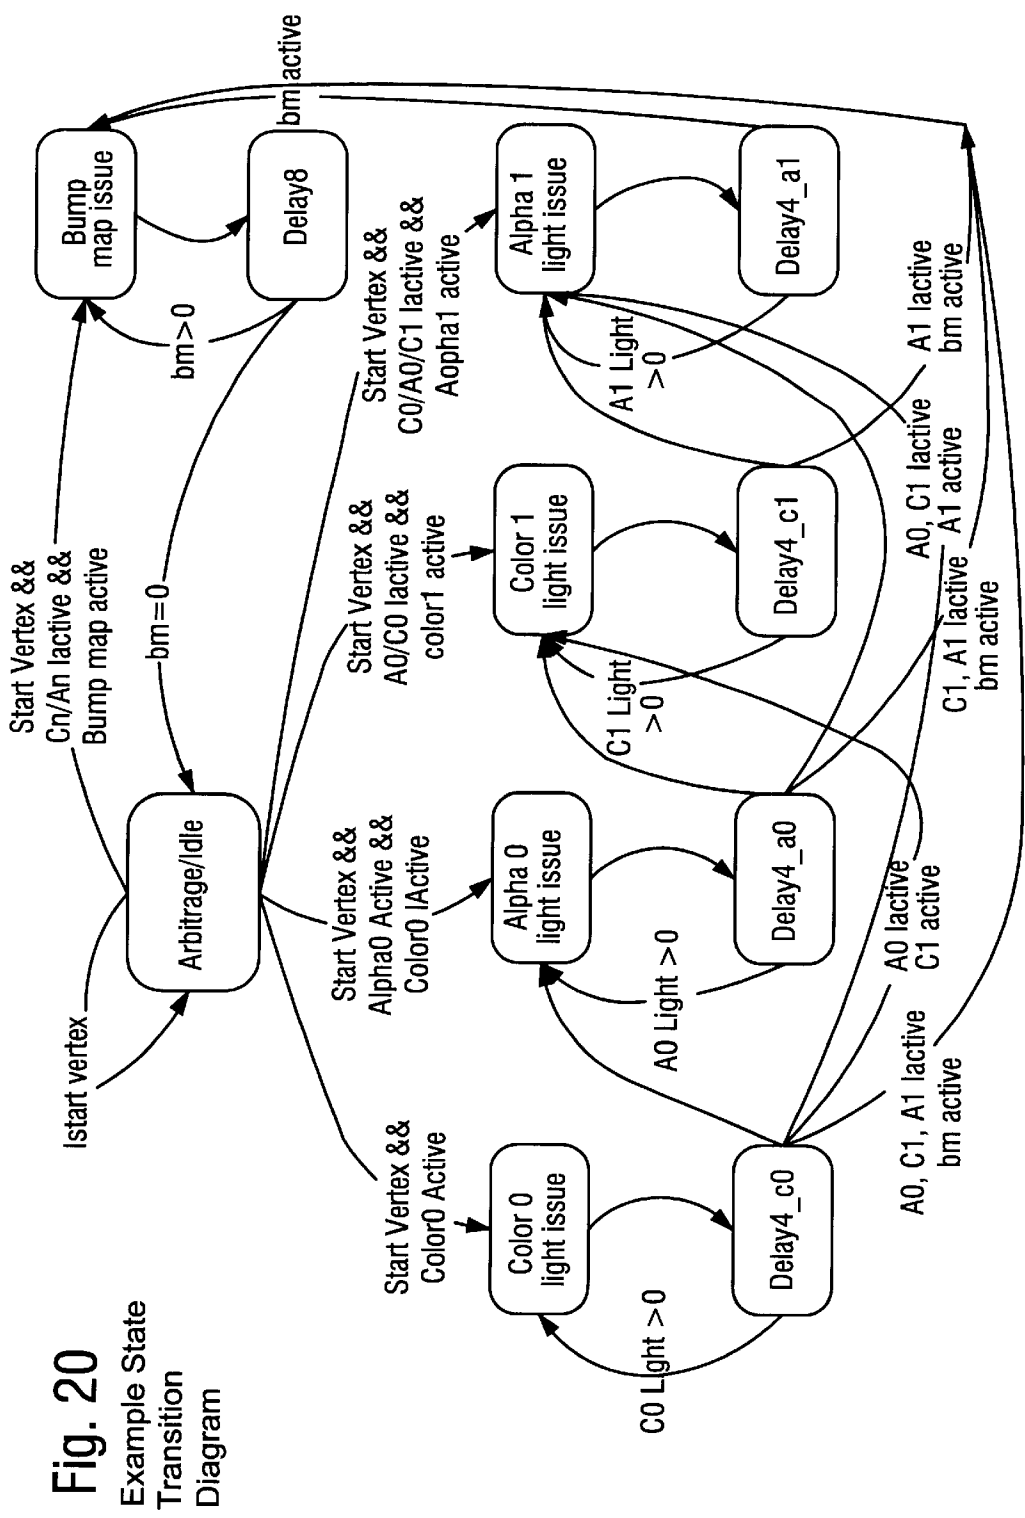 Fig. 20
Example State
Transition
Diagram
Istart vertex
Start Vertex &&
Cn/An Iactive &&
Bump map active
Bump
map issue
bm>0
Delay8
bm=0
bm active
Arbitrage/Idle
Start Vertex &&
Color0 Active
Start Vertex &&
Alpha0 Active &&
Color0 IActive
Start Vertex &&
A0/C0 Iactive &&
color1 active
Start Vertex &&
C0/A0/C1 Iactive &&
Aopha1 active
Color 0
light issue
Alpha 0
light issue
Color 1
light issue
Alpha 1
light issue
C0 Light >0
A0 Light >0
C1 Light
>0
A1 Light
>0
Delay4_c0
Delay4_a0
Delay4_c1
Delay4_a1
A0, C1, A1 Iactive
bm active
A0 Iactive
C1 active
C1, A1 Iactive
bm active
A0, C1 Iactive
A1 active
A1 Iactive
bm active